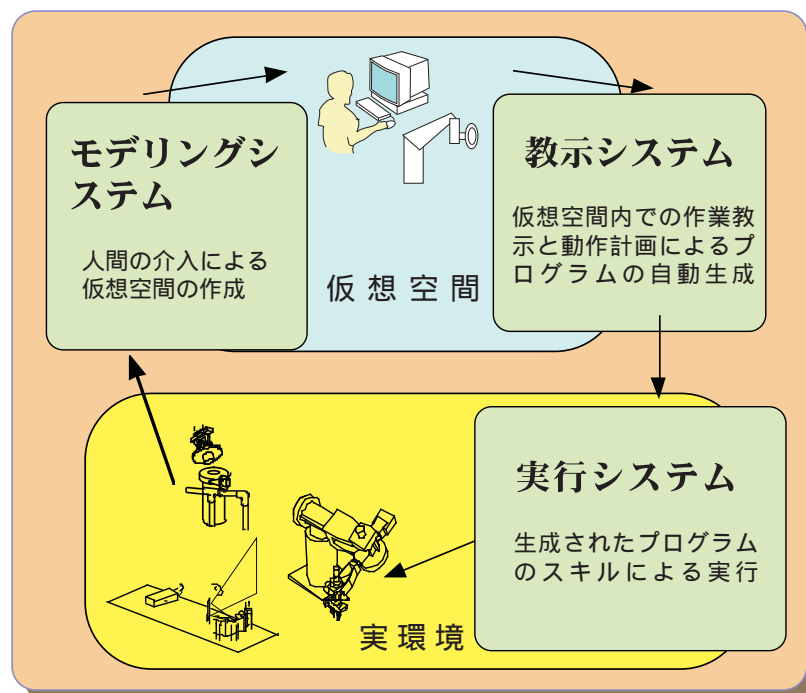 モデリングシ
ステム
人間の介入による
仮想空間の作成
仮想空間
教示システム
仮想空間内での作業教
示と動作計画によるプ
ログラムの自動生成
実行システム
生成されたプログラム
のスキルによる実行
実環境